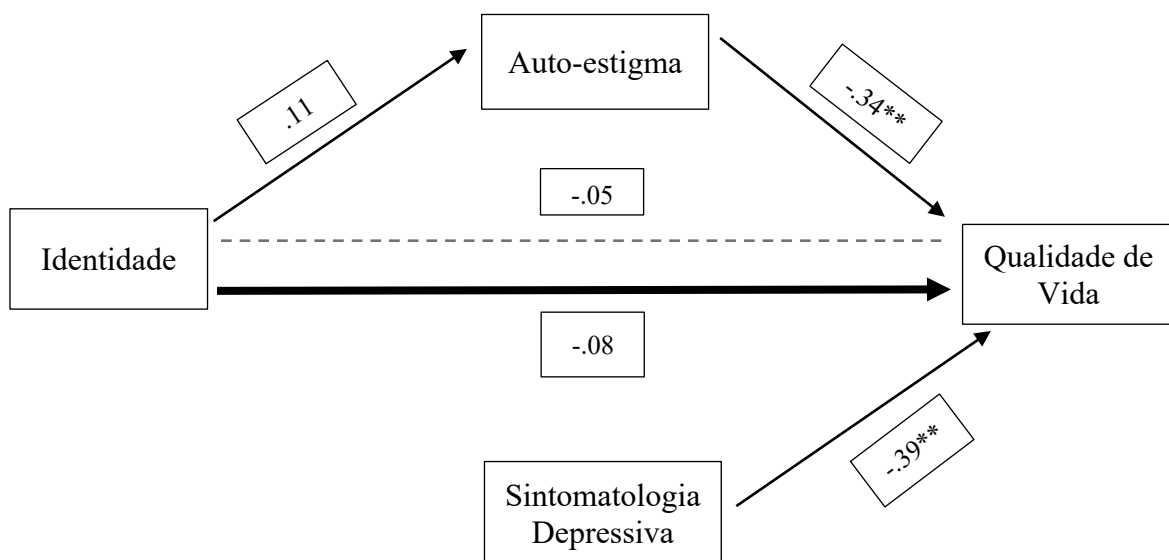 Auto-estigma
.11
-.34**
-.05
Identidade
Qualidade de
Vida
-.08
-.39**
Sintomatologia
Depressiva